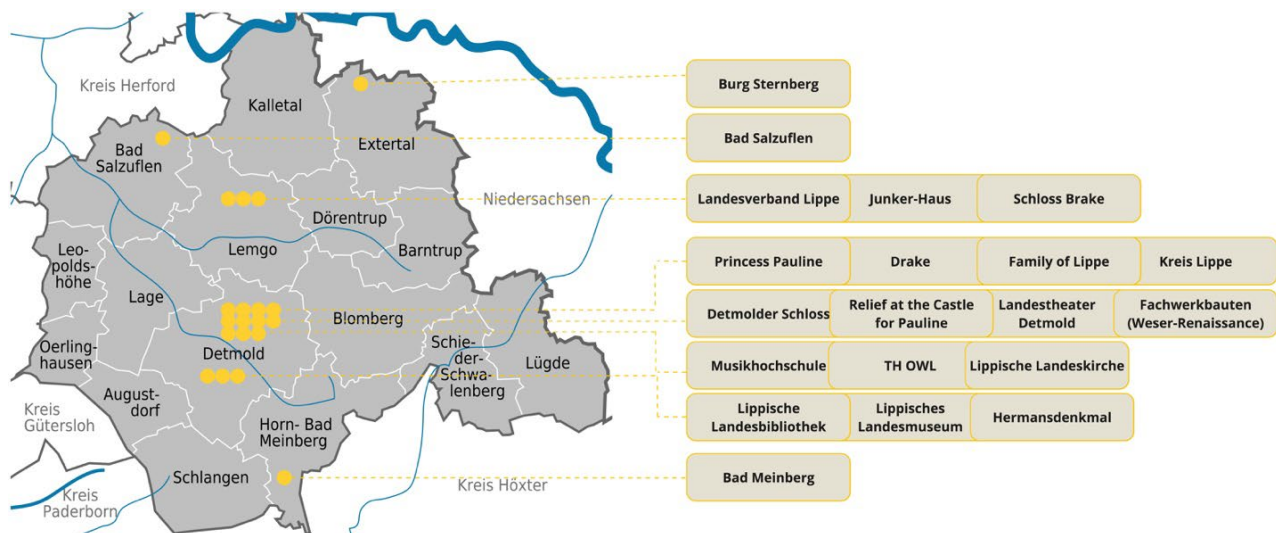 Kreis Herford
Kalletal
Extertal
Bad
Salzuflen
Niedersachsen
Dörentrup
Lemgo
Barntrup
Leo-
polds-
höhe
Lage
Blomberg
Oerling-
hausen
Detmold
Schie-
der-
Schwa-
lenberg
Lügde
August-
dorf
Kreis
Gütersloh
Horn- Bad
Meinberg
Schlangen
Kreis
Paderborn
Kreis Höxter
Burg Sternberg
Bad Salzuflen
Landesverband Lippe
Junker-Haus
Schloss Brake
Princess Pauline
Drake
Family of Lippe
Kreis Lippe
Detmolder Schloss
Relief at the Castle
for Pauline
Landestheater
Detmold
Fachwerkbauten
(Weser-Renaissance)
Musikhochschule
TH OWL
Lippische Landeskirche
Lippische
Landesbibliothek
Lippisches
Landesmuseum
Hermansdenkmal
Bad Meinberg